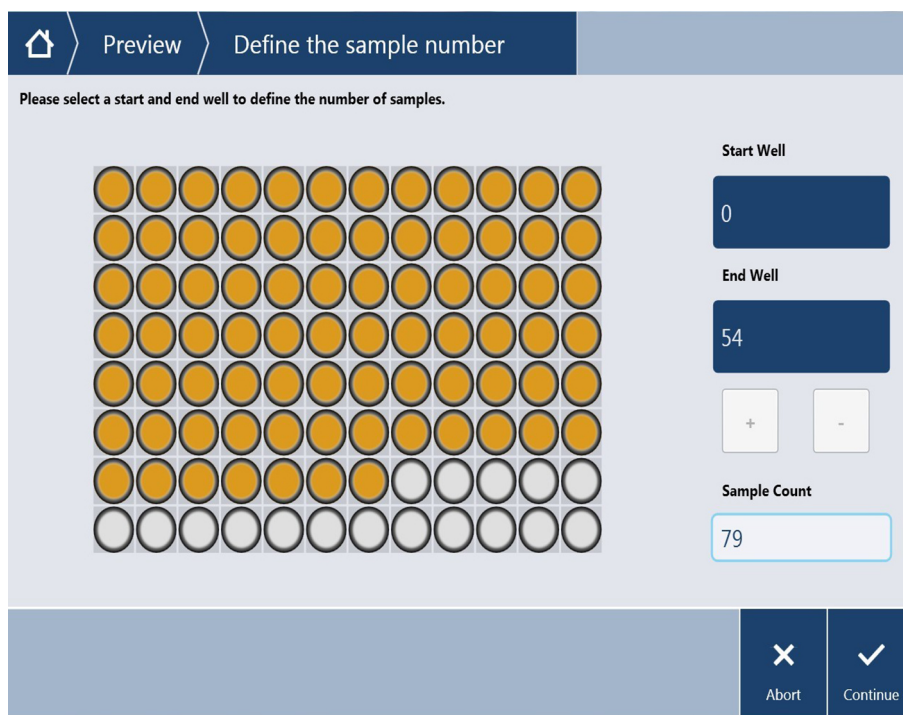 Preview
Define the sample number
Please select a start and end well to define the number of samples.
Start Well
0
End Well
54
+ -
Sample Count
79
Abort Continue